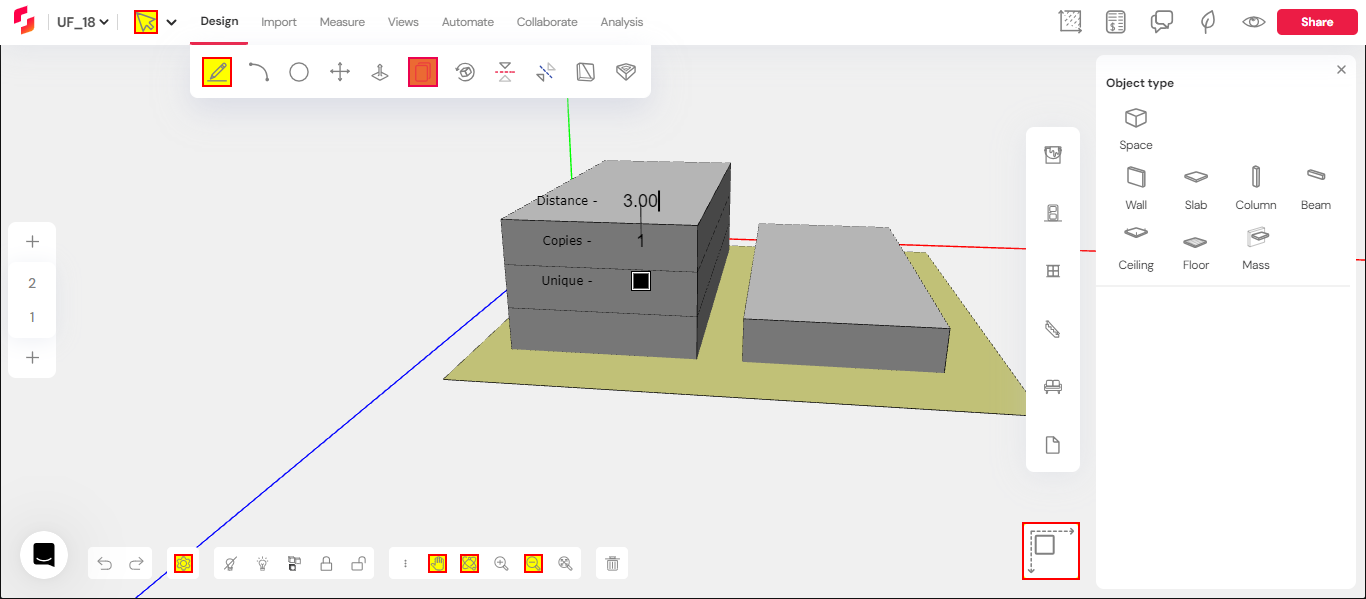 UF_18
Design
Import
Measure
Views
Automate
Collaborate
Analysis
Share
Object type
Space
Wall
Slab
Column
Beam
Ceiling
Floor
Mass
Distance - 3.00
Copies - 1
Unique -
2
1